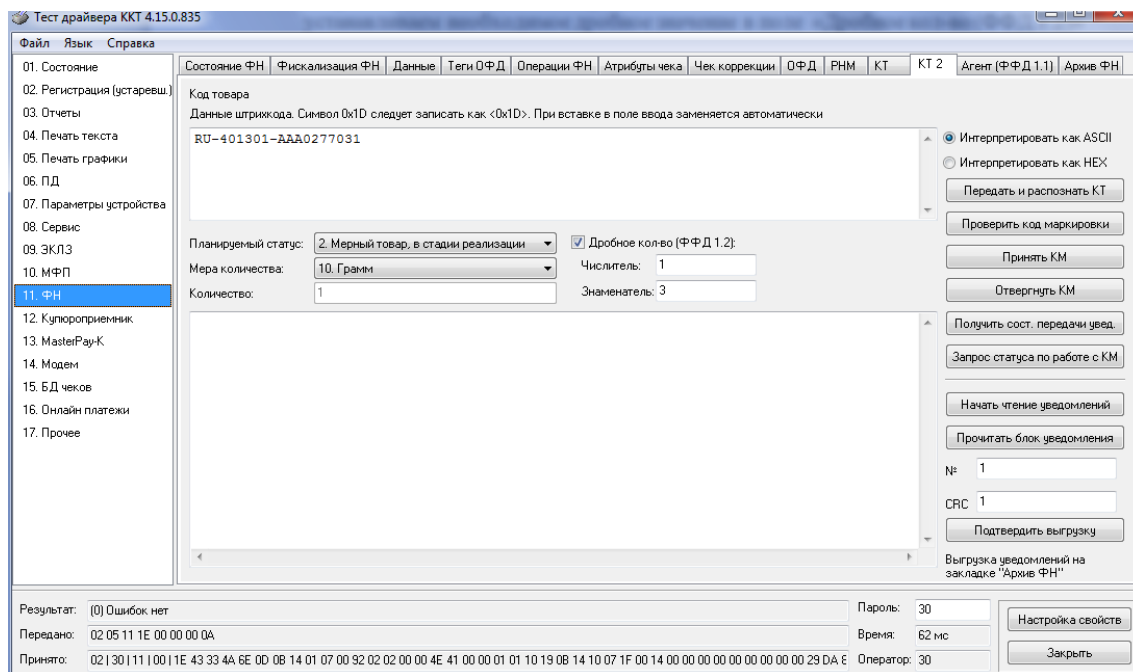 Тест драйвера ККТ 4.15.0.835
Файл Язык Справка
01. Состояние
02. Регистрация (устаревш.)
03. Отчеты
04. Печать текста
05. Печать графики
06. ПД
07. Параметры устройства
08. Сервис
09. ЭКЛЗ
10. МФП
11. ФН
12. Купюроприемник
13. MasterPay-K
14. Модем
15. БД чеков
16. Онлайн платежи
17. Прочее
Состояние ФН Фискализация ФН Данные Теги ОФД Операции ФН Атрибуты чека Чек коррекции ОФД РНМ КТ КТ 2 Агент (ФФД 1.1) Архив ФН
Код товара
Данные штрихкода. Символ 0x1D следует записать как <0x1D>. При вставке в поле ввода заменяется автоматически
RU-401301-AAA0277031
Планируемый статус: 2. Мерный товар, в стадии реализации
Мера количества: 10. Грамм
Количество: 1
Дробное кол-во (ФФД 1.2):
Числитель: 1
Знаменатель: 3
Интерпретировать как ASCII
Интерпретировать как HEX
Передать и распознать КТ
Проверить код маркировки
Принять КМ
Отвергнуть КМ
Получить сост. передачи увед.
Запрос статуса по работе с КМ
Начать чтение уведомлений
Прочитать блок уведомления
№ 1
CRC 1
Подтвердить выгрузку
Выгрузка уведомлений на
закладке "Архив ФН"
Результат: (0) Ошибок нет
Передано: 02 05 11 1E 00 00 00 0A
Принято: 02 | 30 | 11 | 00 | 1E 43 33 4A 6E 0D 0B 14 01 07 00 92 02 02 00 00 4E 41 00 00 01 01 10 19 0B 14 10 07 1F 00 14 00 00 00 00 00 00 00 00 00 29 DA
Пароль: 30
Время: 62 мс
Оператор: 30
Настройка свойств
Закрыть